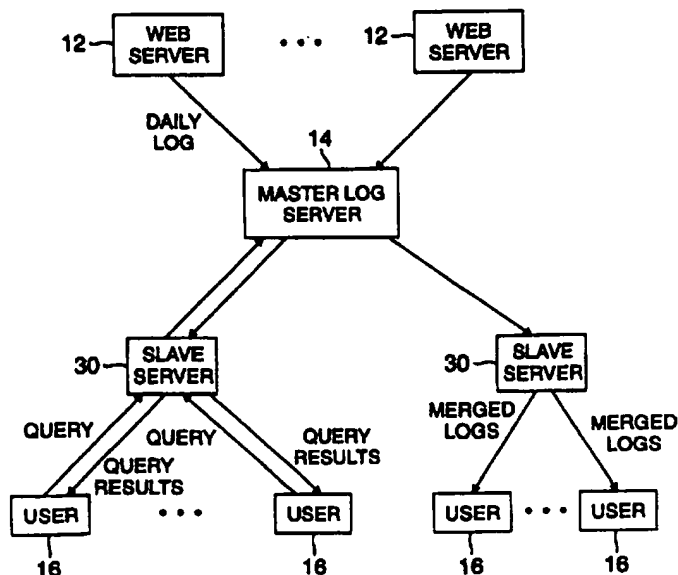 12
WEB
SERVER
• • •
12
WEB
SERVER
DAILY
LOG
14
MASTER LOG
SERVER
30
SLAVE
SERVER
30
SLAVE
SERVER
QUERY
QUERY
RESULTS
QUERY
QUERY
RESULTS
MERGED
LOGS
MERGED
LOGS
USER
• • •
USER
USER
• • •
USER
16
16
16
16